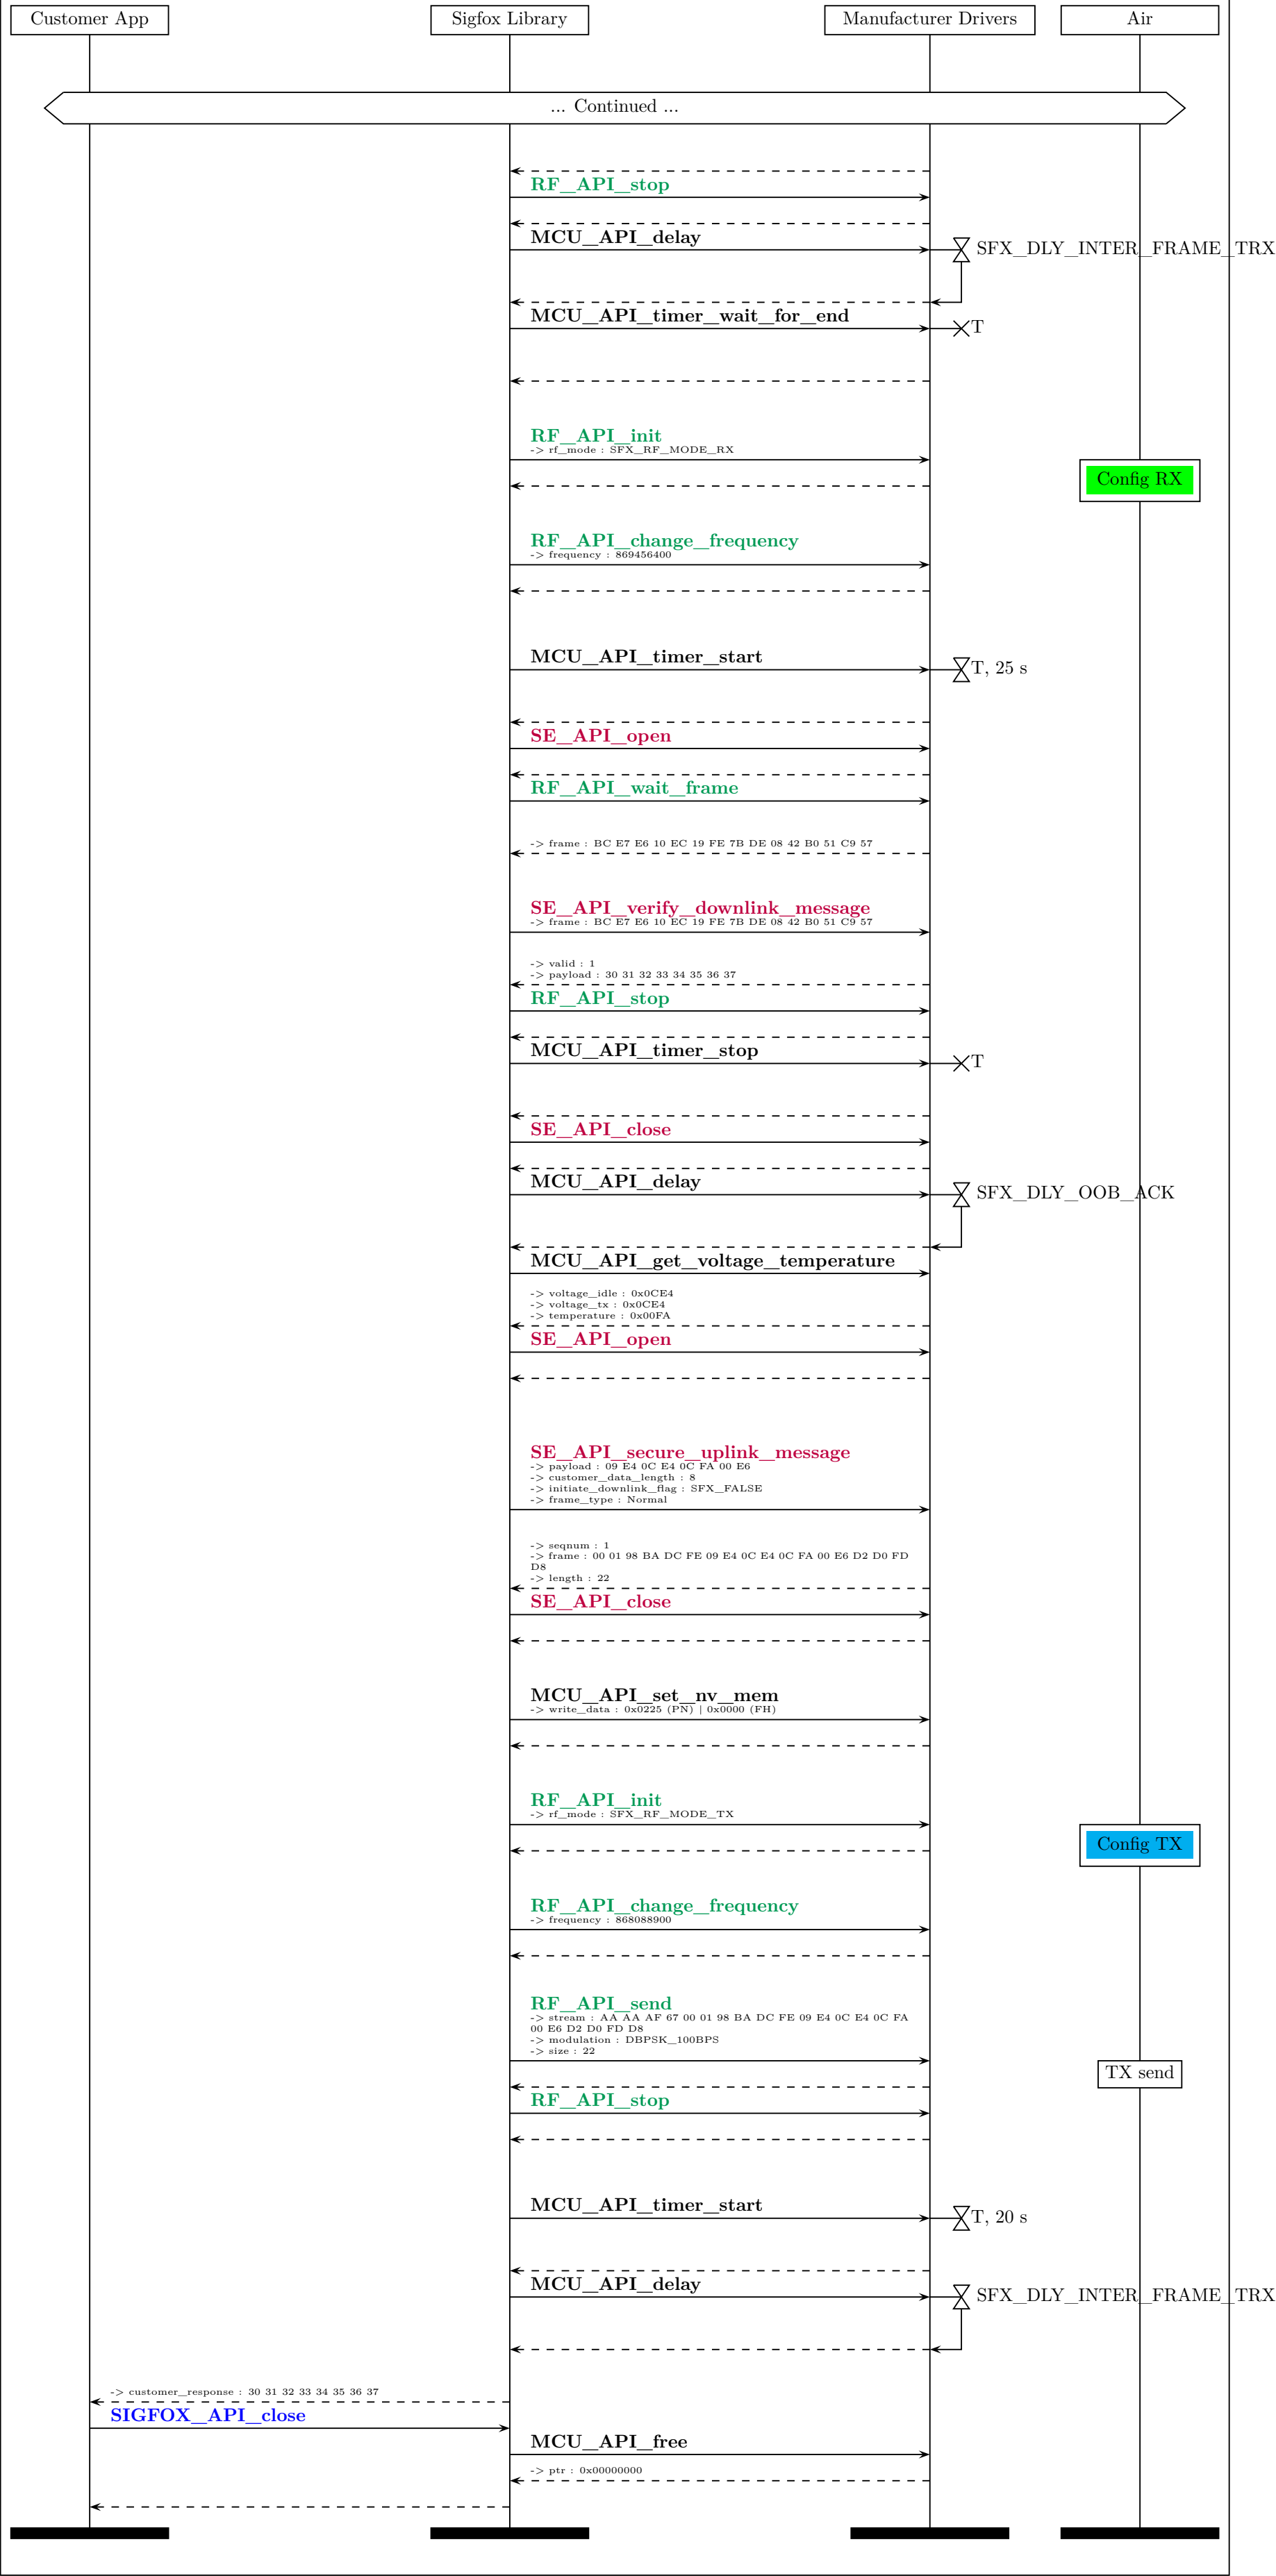 Customer App
Sigfox Library
Manufacturer Drivers
Air
... Continued ...
RF_API_stop
MCU_API_delay
SFX_DLY_INTER_FRAME_TRX
MCU_API_timer_wait_for_end
T
RF_API_init
-> rf_mode : SFX_RF_MODE_RX
Config RX
RF_API_change_frequency
-> frequency : 869456400
MCU_API_timer_start
T, 25 s
SE_API_open
RF_API_wait_frame
-> frame : BC E7 E6 10 EC 19 FE 7B DE 08 42 B0 51 C9 57
SE_API_verify_downlink_message
-> frame : BC E7 E6 10 EC 19 FE 7B DE 08 42 B0 51 C9 57
-> valid : 1
-> payload : 30 31 32 33 34 35 36 37
RF_API_stop
MCU_API_timer_stop
T
SE_API_close
MCU_API_delay
SFX_DLY_OOB_ACK
MCU_API_get_voltage_temperature
-> voltage_idle : 0x0CE4
-> voltage_tx : 0x0CE4
-> temperature : 0x00FA
SE_API_open
SE_API_secure_uplink_message
-> payload : 09 E4 0C E4 0C FA 00 E6
-> customer_data_length : 8
-> initiate_downlink_flag : SFX_FALSE
-> frame_type : Normal
-> seqnum : 1
-> frame : 00 01 98 BA DC FE 09 E4 0C E4 0C FA 00 E6 D2 D0 FD
D8
-> length : 22
SE_API_close
MCU_API_set_nv_mem
-> write_data : 0x0225 (PN) | 0x0000 (FH)
RF_API_init
-> rf_mode : SFX_RF_MODE_TX
Config TX
RF_API_change_frequency
-> frequency : 868088900
RF_API_send
-> stream : AA AA AF 67 00 01 98 BA DC FE 09 E4 0C E4 0C FA
00 E6 D2 D0 FD D8
-> modulation : DBPSK_100BPS
-> size : 22
TX send
RF_API_stop
MCU_API_timer_start
T, 20 s
MCU_API_delay
SFX_DLY_INTER_FRAME_TRX
-> customer_response : 30 31 32 33 34 35 36 37
SIGFOX_API_close
MCU_API_free
-> ptr : 0x00000000